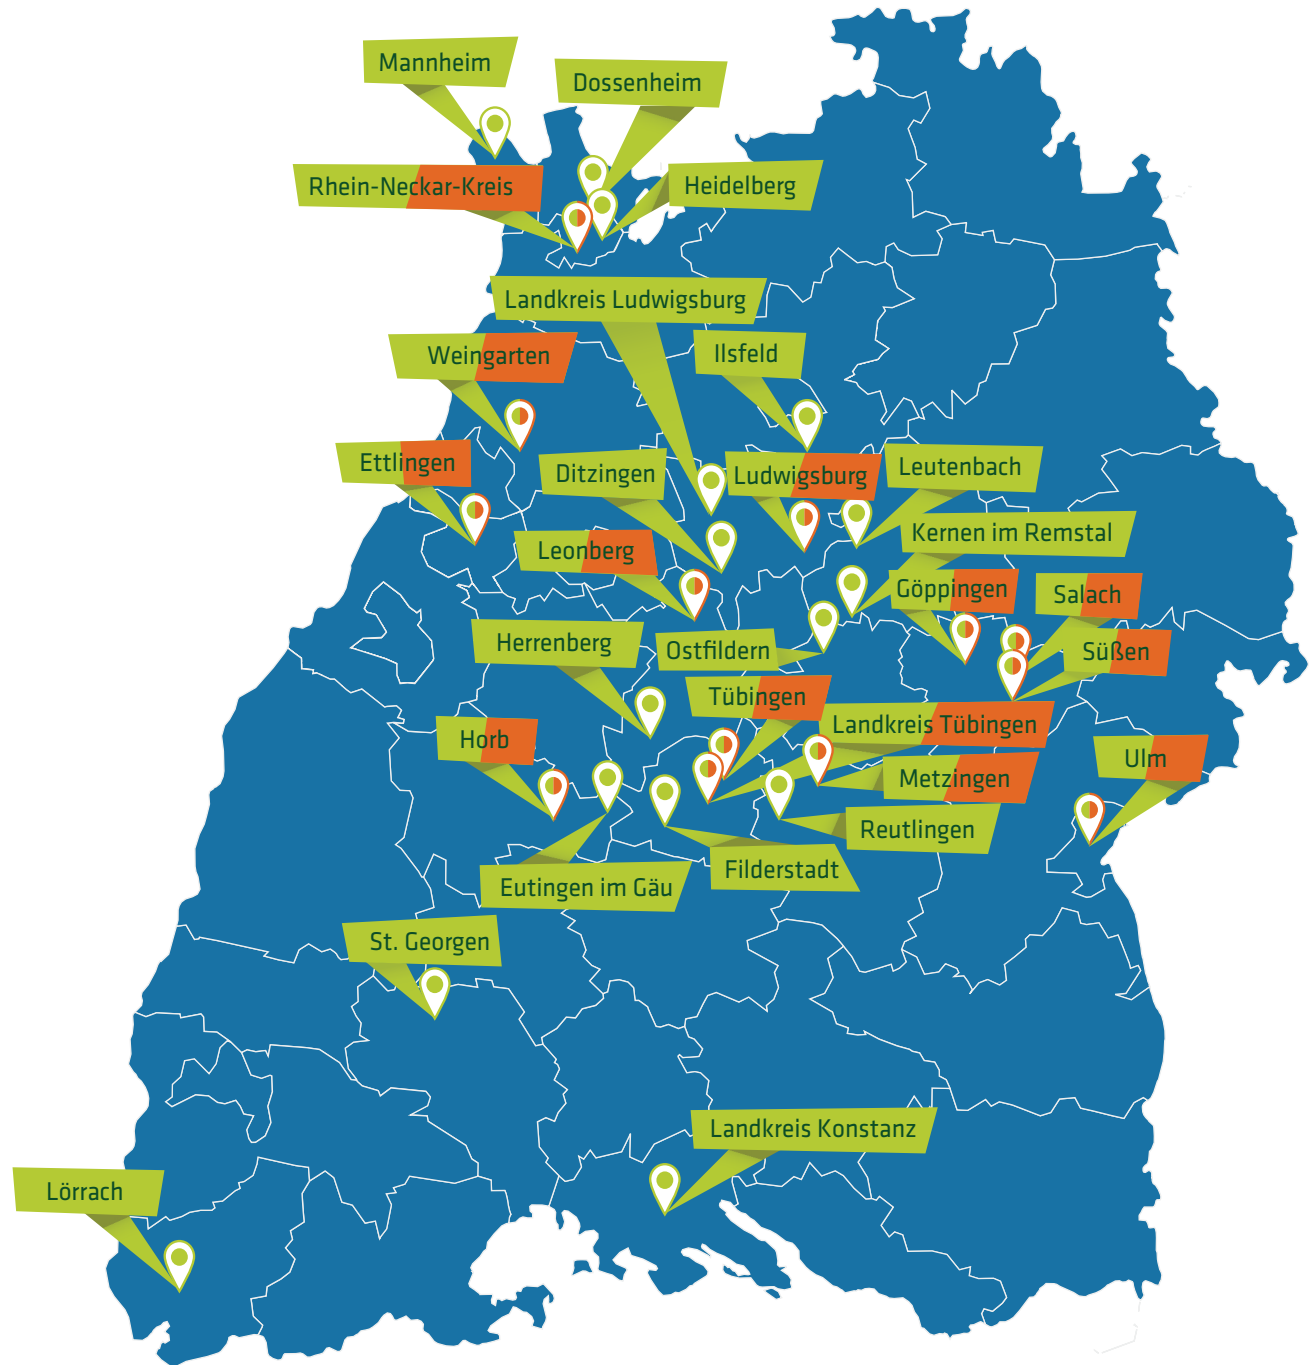 Mannheim
Dossenheim
Rhein-Neckar-Kreis
Heidelberg
Landkreis Ludwigsburg
Weingarten
Ilsfeld
Ettlingen
Ditzingen
Ludwigsburg
Leutenbach
Kernen im Remstal
Leonberg
Göppingen
Salach
Herrenberg
Ostfildern
Süßen
Tübingen
Landkreis Tübingen
Horb
Ulm
Metzingen
Reutlingen
Filderstadt
Eutingen im Gäu
St. Georgen
Landkreis Konstanz
Lörrach